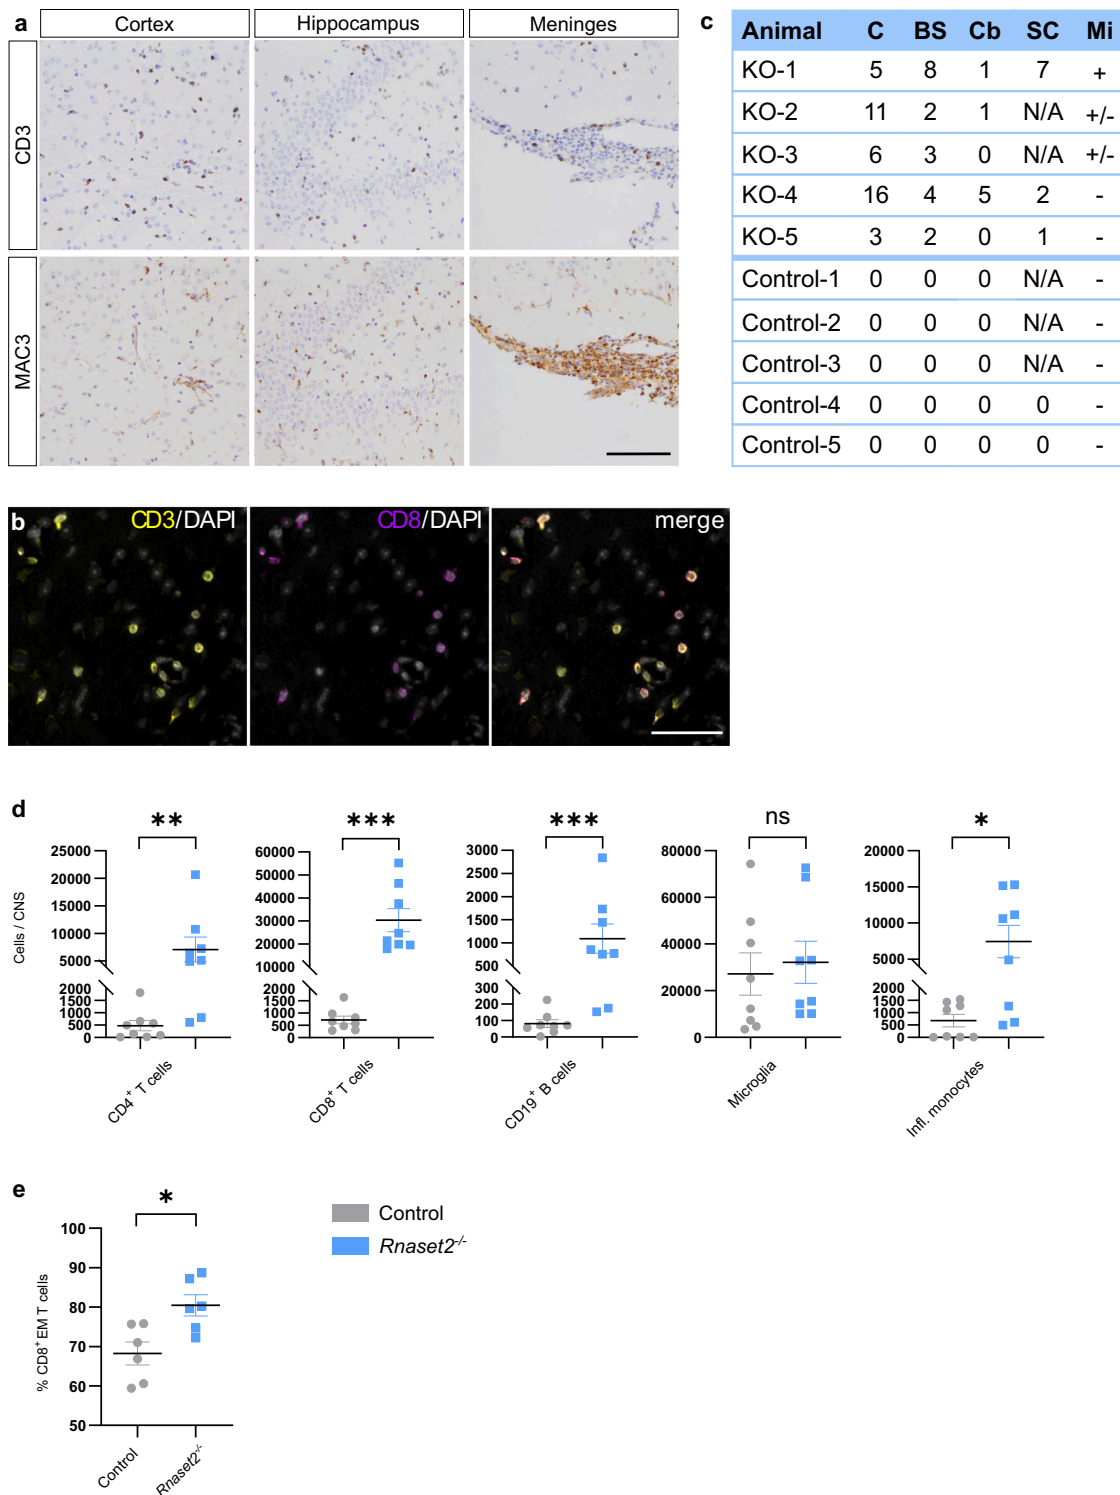 a
Cortex Hippocampus Meninges
CD3
MAC3
c
Animal C BS Cb SC Mi
KO-1 5 8 1 7 +
KO-2 11 2 1 N/A +/-
KO-3 6 3 0 N/A +/-
KO-4 16 4 5 2 -
KO-5 3 2 0 1 -
Control-1 0 0 0 N/A -
Control-2 0 0 0 N/A -
Control-3 0 0 0 N/A -
Control-4 0 0 0 0 -
Control-5 0 0 0 0 -
b
CD3/DAPI CD8/DAPI merge
d
Cells / CNS
**
25000
20000
15000
10000
5000
2000
1500
1000
500
0
CD4+ T cells
***
60000
50000
40000
30000
20000
10000
2000
1500
1000
500
0
CD8+ T cells
***
3000
2500
2000
1500
1000
500
300
200
100
0
CD19+ B cells
ns
80000
60000
40000
20000
0
Microglia
*
20000
15000
10000
5000
2000
1500
1000
500
0
Infl. monocytes
e
*
% CD8+ EM T cells
100
90
80
70
60
50
Control
Rnaset2-/-
Control
Rnaset2-/-